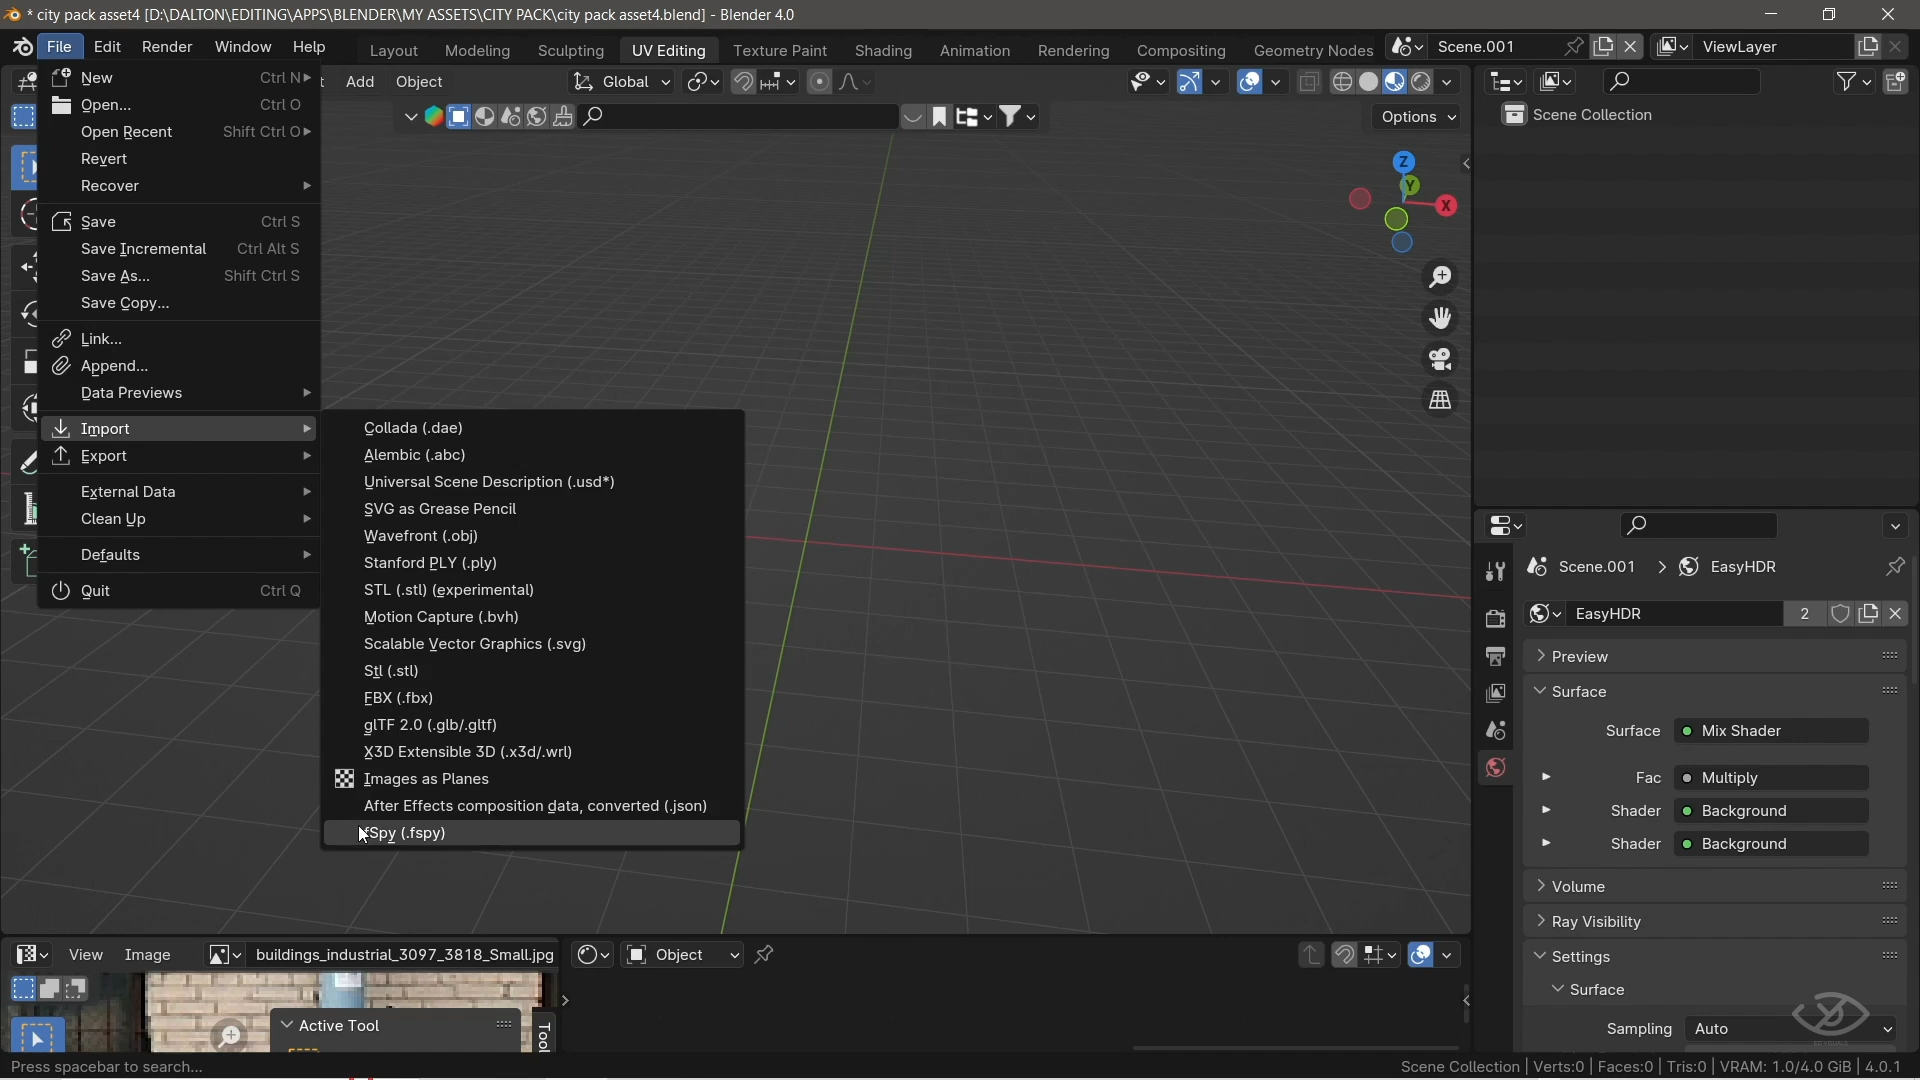 * city pack asset4 [D:\DALTON\EDITING\APPS\BLENDER\MY ASSETS\CITY PACK\city pack asset4.blend] - Blender 4.0
File Edit Render Window Help Layout Modeling Sculpting UV Editing Texture Paint Shading Animation Rendering Compositing Geometry Nodes Scene.001 ViewLayer
Add Object Global
Options
New Ctrl N
Open... Ctrl O
Open Recent Shift Ctrl O
Revert
Recover
Save Ctrl S
Save Incremental Ctrl Alt S
Save As... Shift Ctrl S
Save Copy...
Link...
Append...
Data Previews
Import
Export
External Data
Clean Up
Defaults
Quit Ctrl Q
Collada (.dae)
Alembic (.abc)
Universal Scene Description (.usd*)
SVG as Grease Pencil
Wavefront (.obj)
Stanford PLY (.ply)
STL (.stl) (experimental)
Motion Capture (.bvh)
Scalable Vector Graphics (.svg)
Stl (.stl)
FBX (.fbx)
glTF 2.0 (.glb/.gltf)
X3D Extensible 3D (.x3d/.wrl)
Images as Planes
After Effects composition data, converted (.json)
fSpy (.fspy)
Z
Y
X
Scene Collection
Scene.001 EasyHDR
EasyHDR 2
Preview
Surface
Surface Mix Shader
Fac Multiply
Shader Background
Shader Background
Volume
Ray Visibility
Settings
Surface
Sampling Auto
View Image buildings_industrial_3097_3818_Small.jpg Object
Active Tool
Tool
Press spacebar to search...
Scene Collection | Verts:0 | Faces:0 | Tris:0 | VRAM: 1.0/4.0 GiB | 4.0.1